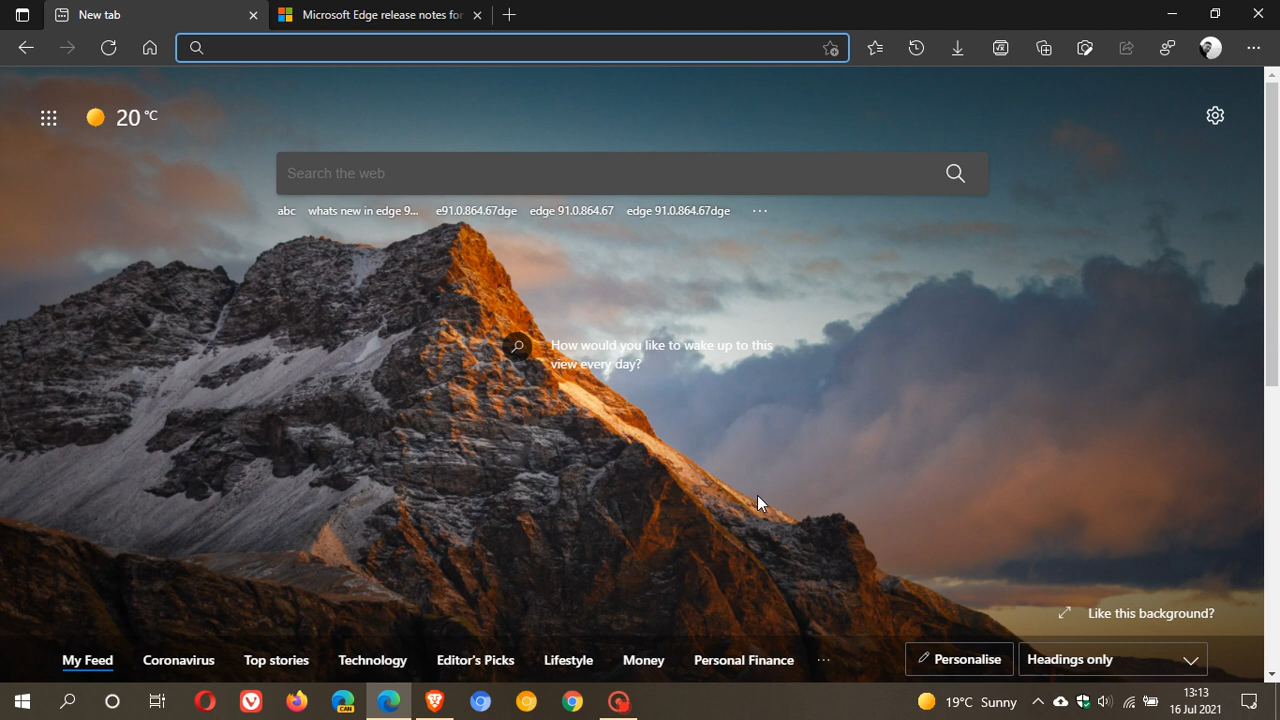 New tab
Microsoft Edge release notes for
20 °C
Search the web
abc whats new in edge 9... e91.0.864.67dge edge 91.0.864.67 edge 91.0.864.67dge
How would you like to wake up to this
view every day?
Like this background?
My Feed Coronavirus Top stories Technology Editor's Picks Lifestyle Money Personal Finance
Personalise Headings only
CAN
19°C Sunny
13:13
16 Jul 2021